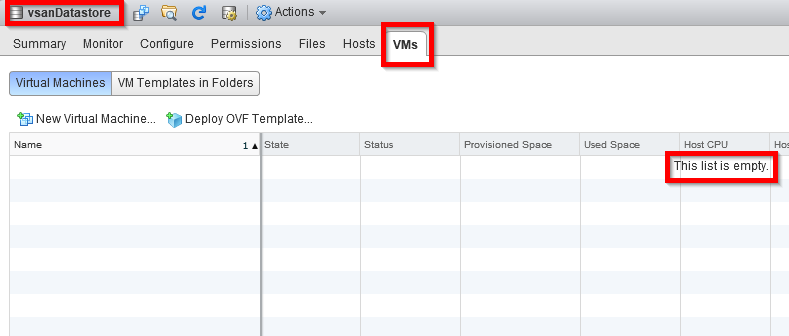 vsanDatastore Actions
Summary Monitor Configure Permissions Files Hosts VMs
Virtual Machines VM Templates in Folders
New Virtual Machine... Deploy OVF Template...
Name 1 ▲ State Status Provisioned Space Used Space Host CPU Hos
This list is empty.